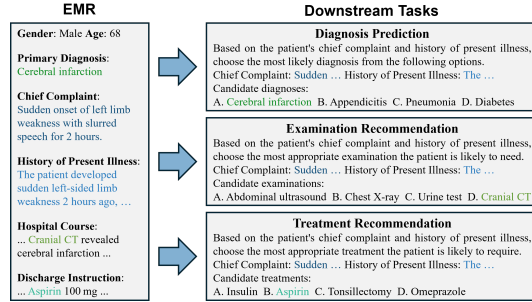 EMR
Gender: Male Age: 68
Primary Diagnosis:
Cerebral infarction
Chief Complaint:
Sudden onset of left limb
weakness with slurred
speech for 2 hours.
History of Present Illness:
The patient developed
sudden left-sided limb
weakness 2 hours ago, …
Hospital Course:
... Cranial CT revealed
cerebral infarction ...
Discharge Instruction:
... Aspirin 100 mg ...
Downstream Tasks
Diagnosis Prediction
Based on the patient's chief complaint and history of present illness,
choose the most likely diagnosis from the following options.
Chief Complaint: Sudden … History of Present Illness: The …
Candidate diagnoses:
A. Cerebral infarction B. Appendicitis C. Pneumonia D. Diabetes
Examination Recommendation
Based on the patient's chief complaint and history of present illness,
choose the most appropriate examination the patient is likely to need.
Chief Complaint: Sudden … History of Present Illness: The …
Candidate examinations:
A. Abdominal ultrasound B. Chest X-ray C. Urine test D. Cranial CT
Treatment Recommendation
Based on the patient's chief complaint and history of present illness,
choose the most appropriate treatment the patient is likely to require.
Chief Complaint: Sudden … History of Present Illness: The …
Candidate treatments:
A. Insulin B. Aspirin C. Tonsillectomy D. Omeprazole